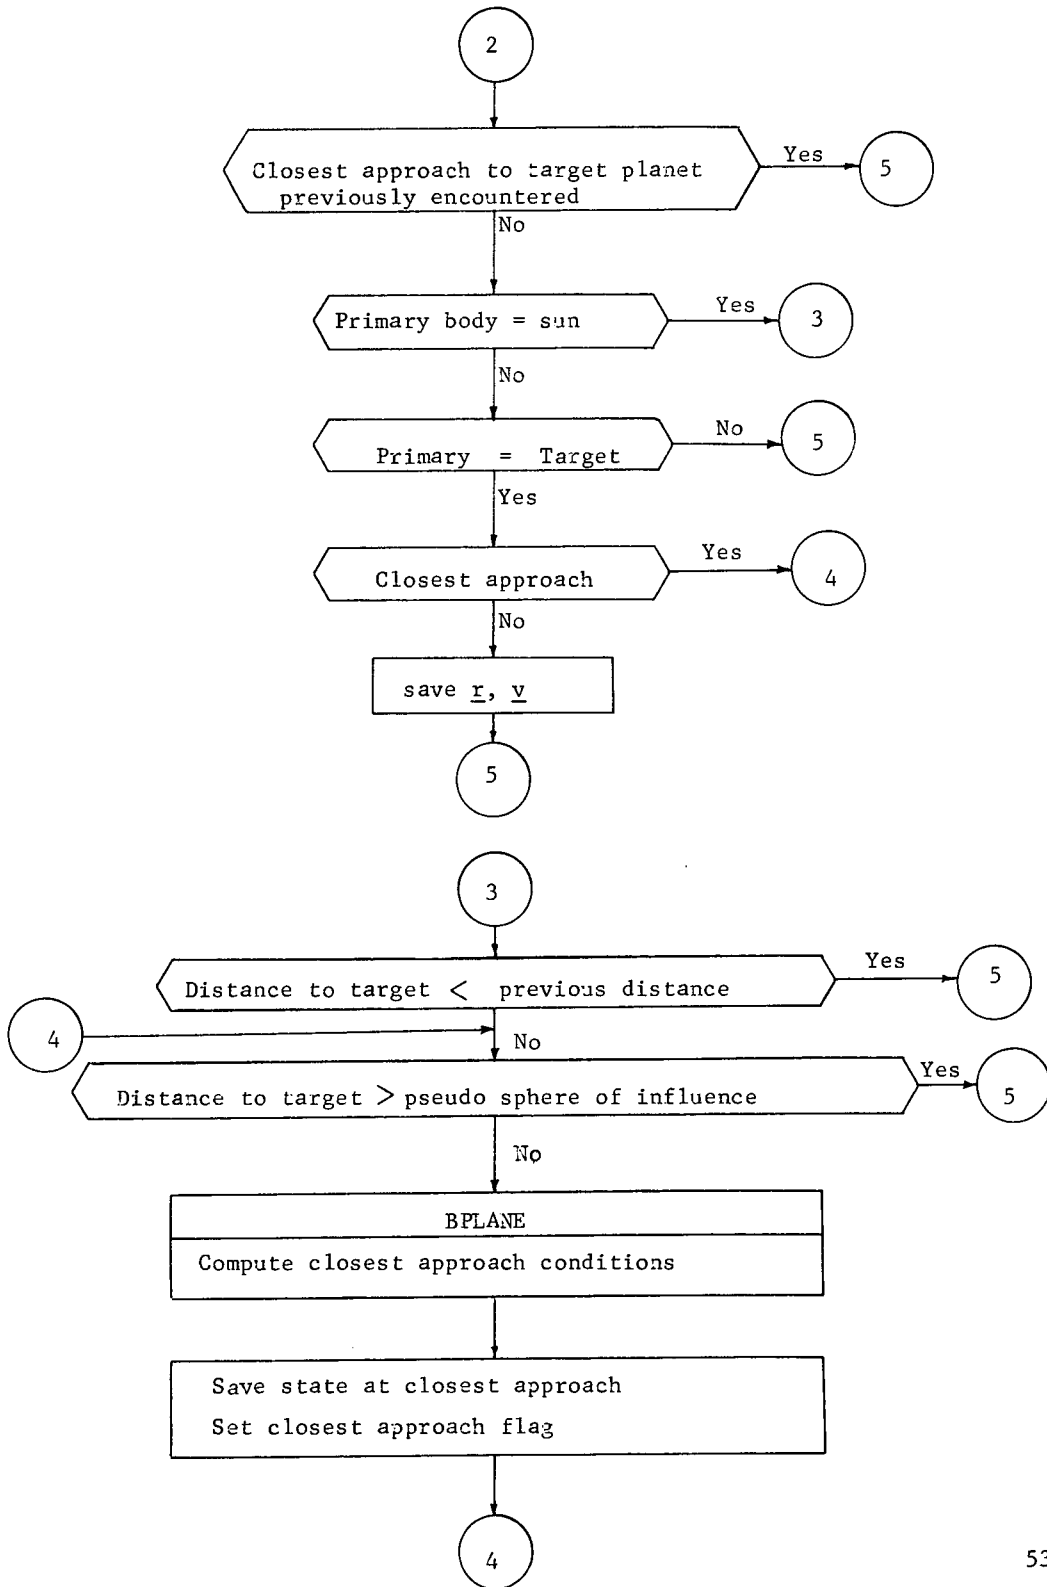 2
Closest approach to target planet
previously encountered
Yes
5
No
Primary body = sun
Yes
3
No
Primary = Target
No
5
Yes
Closest approach
Yes
4
No
save r, v
5
3
Distance to target < previous distance
Yes
5
4
No
Distance to target > pseudo sphere of influence
Yes
5
No
BPLANE
Compute closest approach conditions
Save state at closest approach
Set closest approach flag
4
53